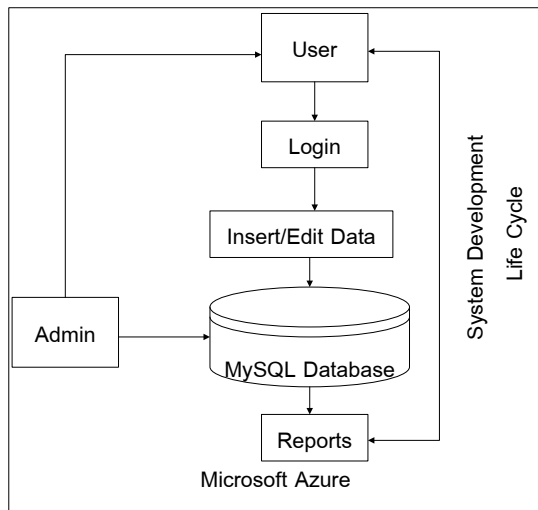 User
Login
Insert/Edit Data
Admin
MySQL Database
Reports
Microsoft Azure
System Development
Life Cycle